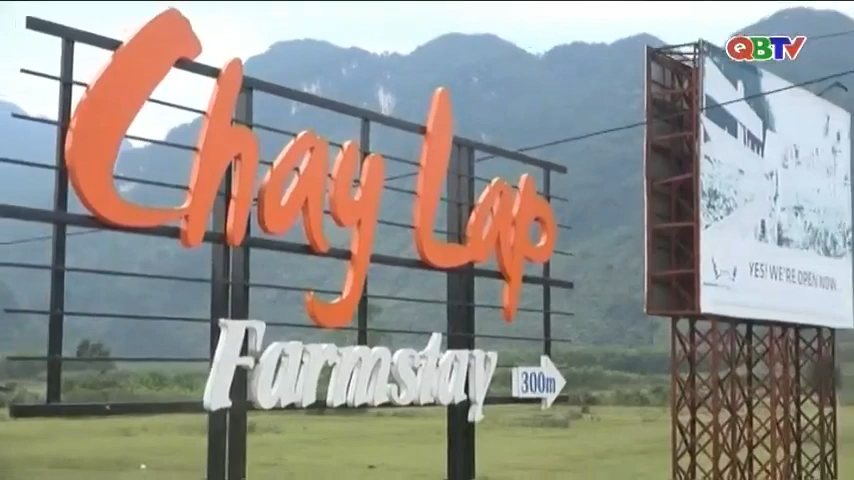 QBTV
Chay Lap
Farmstay
300m
YES! WE'RE OPEN NOW...